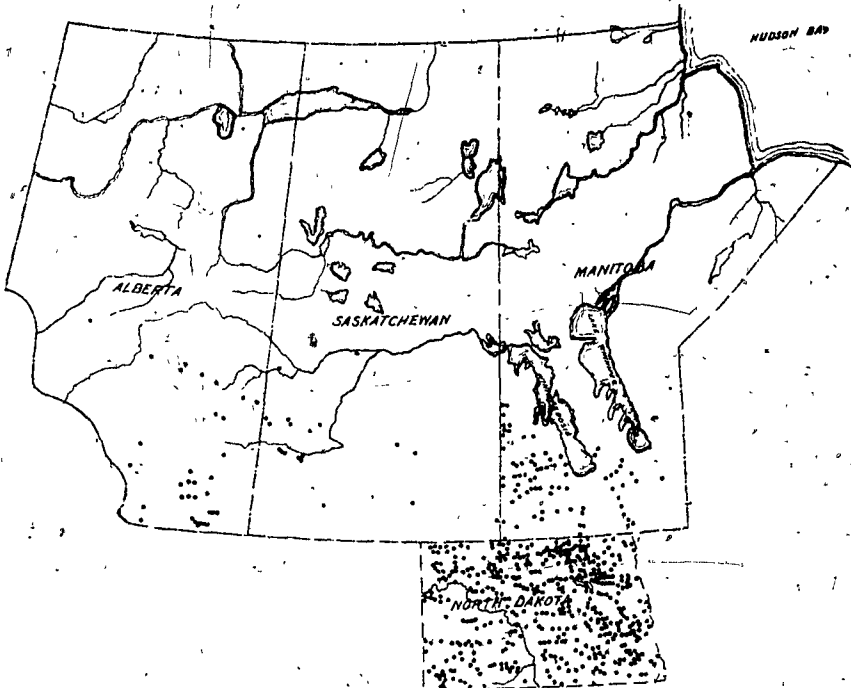 HUDSON BAY
MANITOBA
ALBERTA
SASKATCHEWAN
NORTH DAKOTA